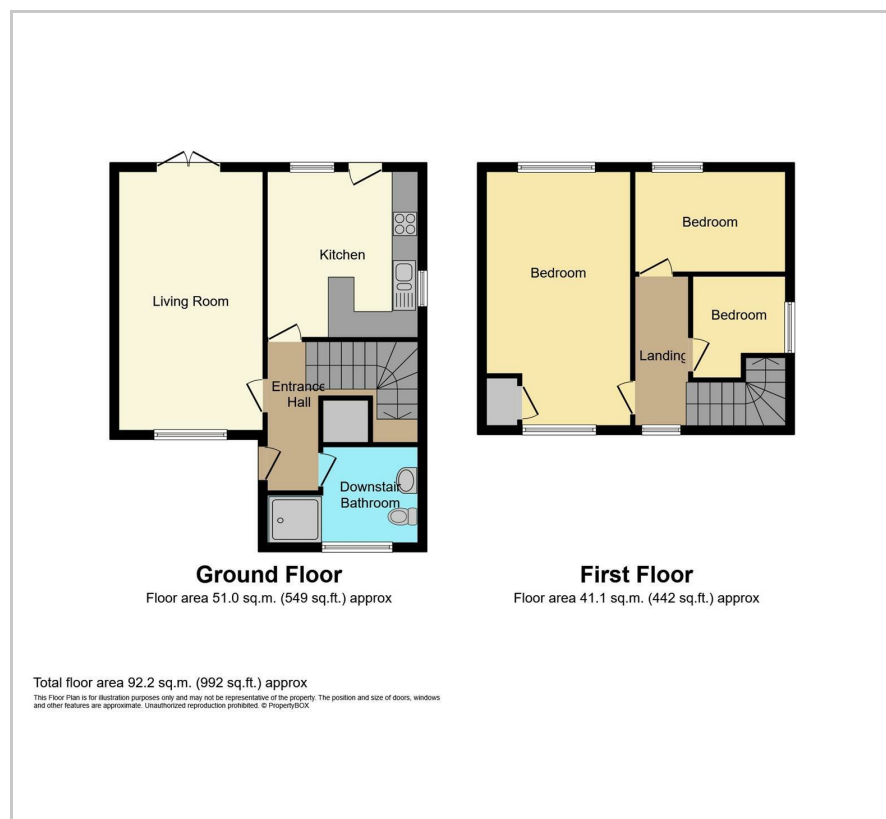 Living Room
Kitchen
Entrance
Hall
Downstair
Bathroom
Ground Floor
Floor area 51.0 sq.m. (549 sq.ft.) approx
Bedroom
Bedroom
Bedroom
Landing
First Floor
Floor area 41.1 sq.m. (442 sq.ft.) approx
Total floor area 92.2 sq.m. (992 sq.ft.) approx
This Floor Plan is for illustration purposes only and may not be representative of the property. The position and size of doors, windows
and other features are approximate. Unauthorized reproduction prohibited. © PropertyBOX